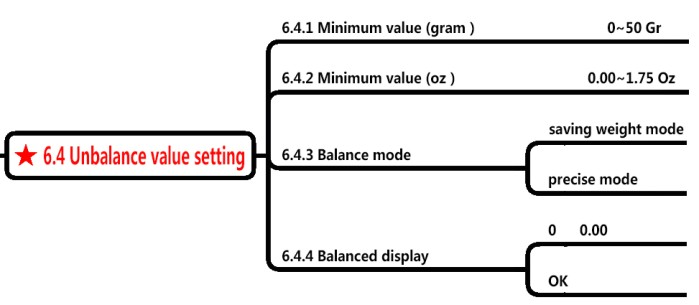 6.4.1 Minimum value (gram ) 0~50 Gr
6.4.2 Minimum value (oz ) 0.00~1.75 Oz
saving weight mode
★ 6.4 Unbalance value setting
6.4.3 Balance mode
precise mode
0 0.00
6.4.4 Balanced display
OK